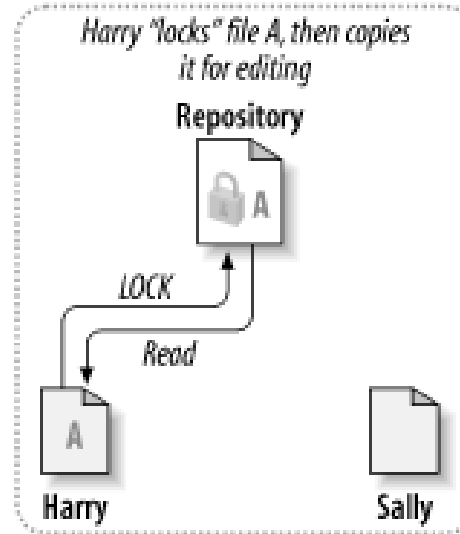 Harry “locks” file A, then copies
it for editing
Repository
A
LOCK
Read
A
Harry
Sally